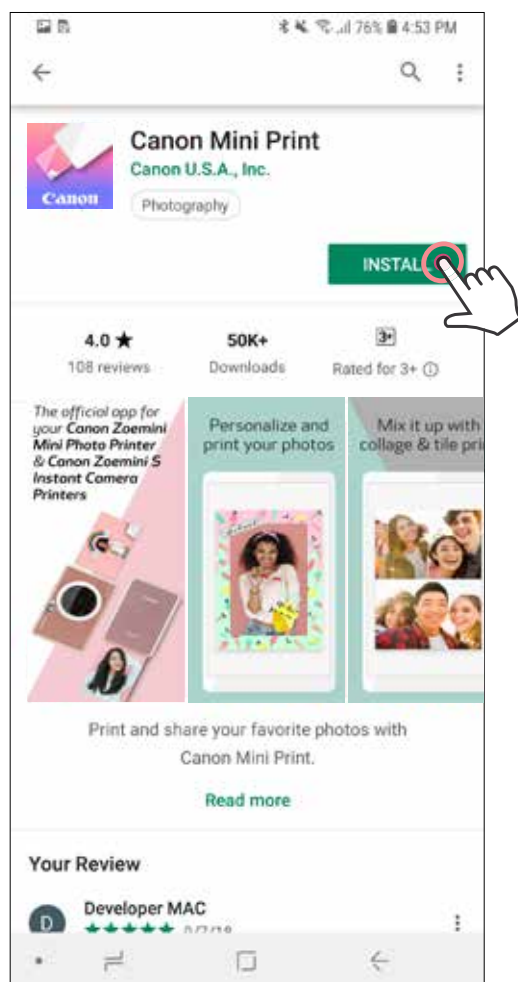 76% 4:53 PM
Canon Mini Print
Canon U.S.A., Inc.
Canon
Photography
INSTALL
4.0 ★ 50K+ 3+
108 reviews Downloads Rated for 3+
The official app for
your Canon Zoemini
Mini Photo Printer
& Canon Zoemini S
Instant Camera
Printers
Personalize and
print your photos
Mix it up with
collage & tile pri
Print and share your favorite photos with
Canon Mini Print.
Read more
Your Review
D
Developer MAC